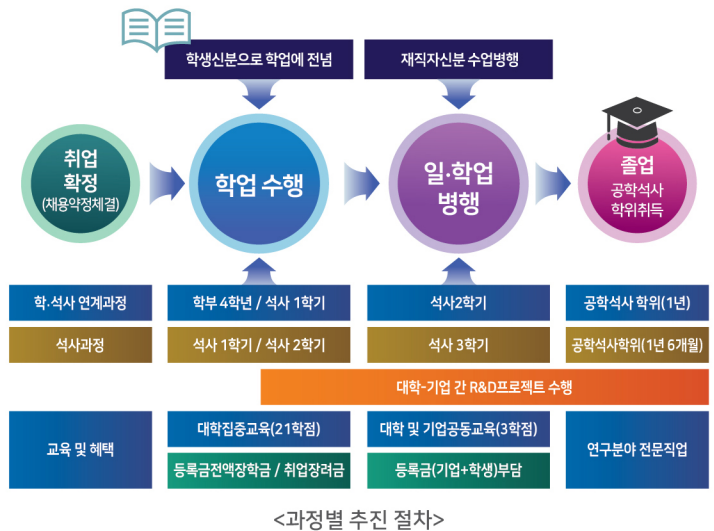 학생신분으로 학업에 전념
재직자신분 수업병행
취업
확정
(채용약정체결)
학업 수행
일·학업
병행
졸업
공학석사
학위취득
학·석사 연계과정
학부 4학년 / 석사 1학기
석사2학기
공학석사 학위(1년)
석사과정
석사 1학기 / 석사 2학기
석사 3학기
공학석사학위(1년 6개월)
대학-기업 간 R&D프로젝트 수행
교육 및 혜택
대학집중교육(21학점)
대학 및 기업공동교육(3학점)
연구분야 전문직업
등록금전액장학금 / 취업장려금
등록금(기업+학생)부담
<과정별 추진 절차>